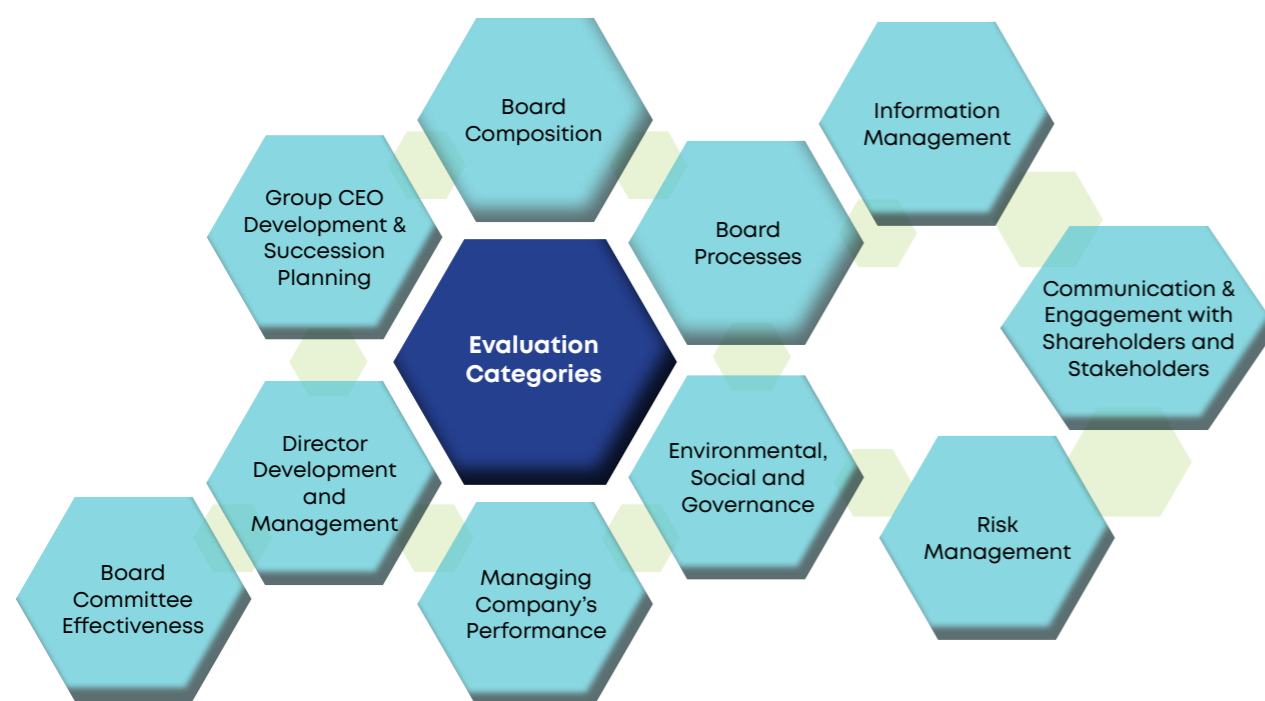 Board
Composition
Information
Management
Group CEO
Development &
Succession
Planning
Board
Processes
Communication &
Engagement with
Shareholders and
Stakeholders
Evaluation
Categories
Director
Development
and
Management
Environmental,
Social and
Governance
Risk
Management
Board
Committee
Effectiveness
Managing
Company’s
Performance